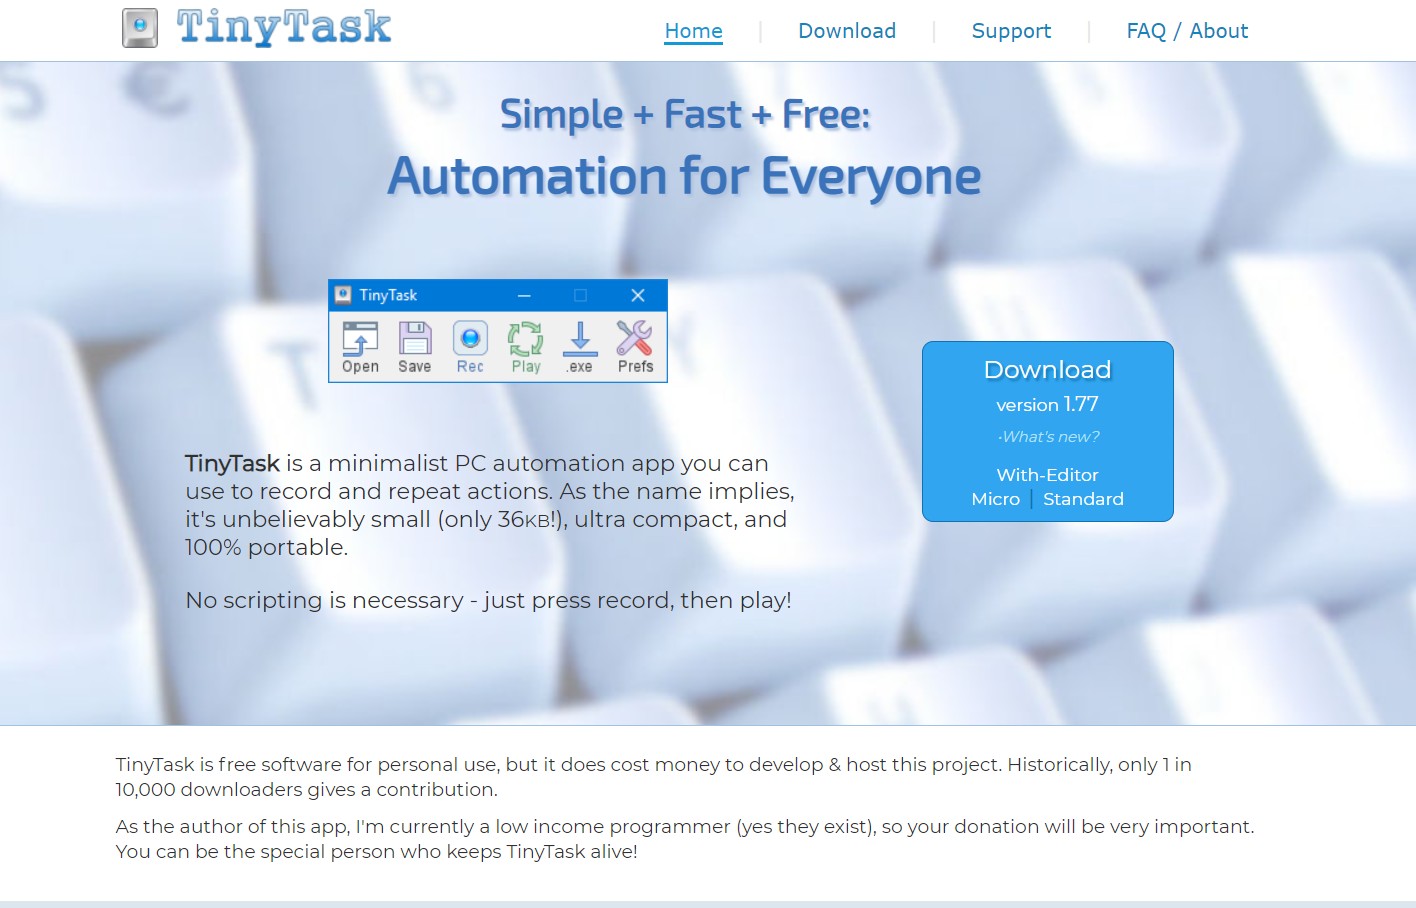 TinyTask
Home
Download
Support
FAQ / About
Simple + Fast + Free:
Automation for Everyone
TinyTask
Open
Save
Rec
Play
.exe
Prefs
Download
version 1.77
·What's new?
With-Editor
Micro | Standard
TinyTask is a minimalist PC automation app you can
use to record and repeat actions. As the name implies,
it's unbelievably small (only 36KB!), ultra compact, and
100% portable.
No scripting is necessary - just press record, then play!
TinyTask is free software for personal use, but it does cost money to develop & host this project. Historically, only 1 in
10,000 downloaders gives a contribution.
As the author of this app, I'm currently a low income programmer (yes they exist), so your donation will be very important.
You can be the special person who keeps TinyTask alive!